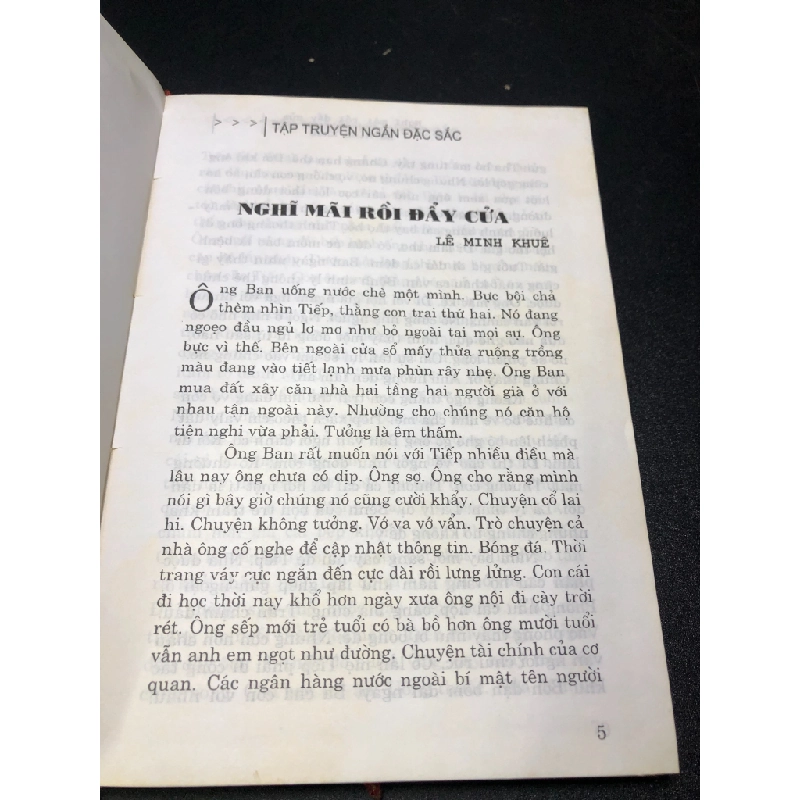 > > > | TẬP TRUYỆN NGẮN ĐẶC SẮC
NGHĨ MÃI RỒI ĐẨY CỬA
LÊ MINH KHUÊ
Ông Ban uống nước chè một mình. Bực bội chả
thèm nhìn Tiếp, thằng con trai thứ hai. Nó đang
ngoẹo đầu ngủ lơ mơ như bỏ ngoài tai mọi sự. Ông
bực vì thế. Bên ngoài cửa sổ mấy thửa ruộng trồng
màu đang vào tiết lạnh mưa phùn rây nhẹ. Ông Ban
mua đất xây căn nhà hai tầng hai người già ở với
nhau tận ngoài này. Nhường cho chúng nó căn hộ
tiện nghi vừa phải. Tưởng là êm thấm.
Ông Ban rất muốn nói với Tiếp nhiều điều mà
lâu nay ông chưa có dịp. Ông sợ. Ông cho rằng mình
nói gì bây giờ chúng nó cũng cười khẩy. Chuyện cổ lai
hi. Chuyện không tưởng. Vớ va vớ vẩn. Trò chuyện cả
nhà ông cố nghe để cập nhật thông tin. Bóng đá. Thời
trang váy cực ngắn đến cực dài rồi lưng lửng. Con cái
đi học thời nay khổ hơn ngày xưa ông nội đi cày trời
rét. Ông sếp mới trẻ tuổi có bà bồ hơn ông mười tuổi
vẫn anh em ngọt như đường. Chuyện tài chính của cơ
quan. Các ngân hàng nước ngoài bí mật tên người
5